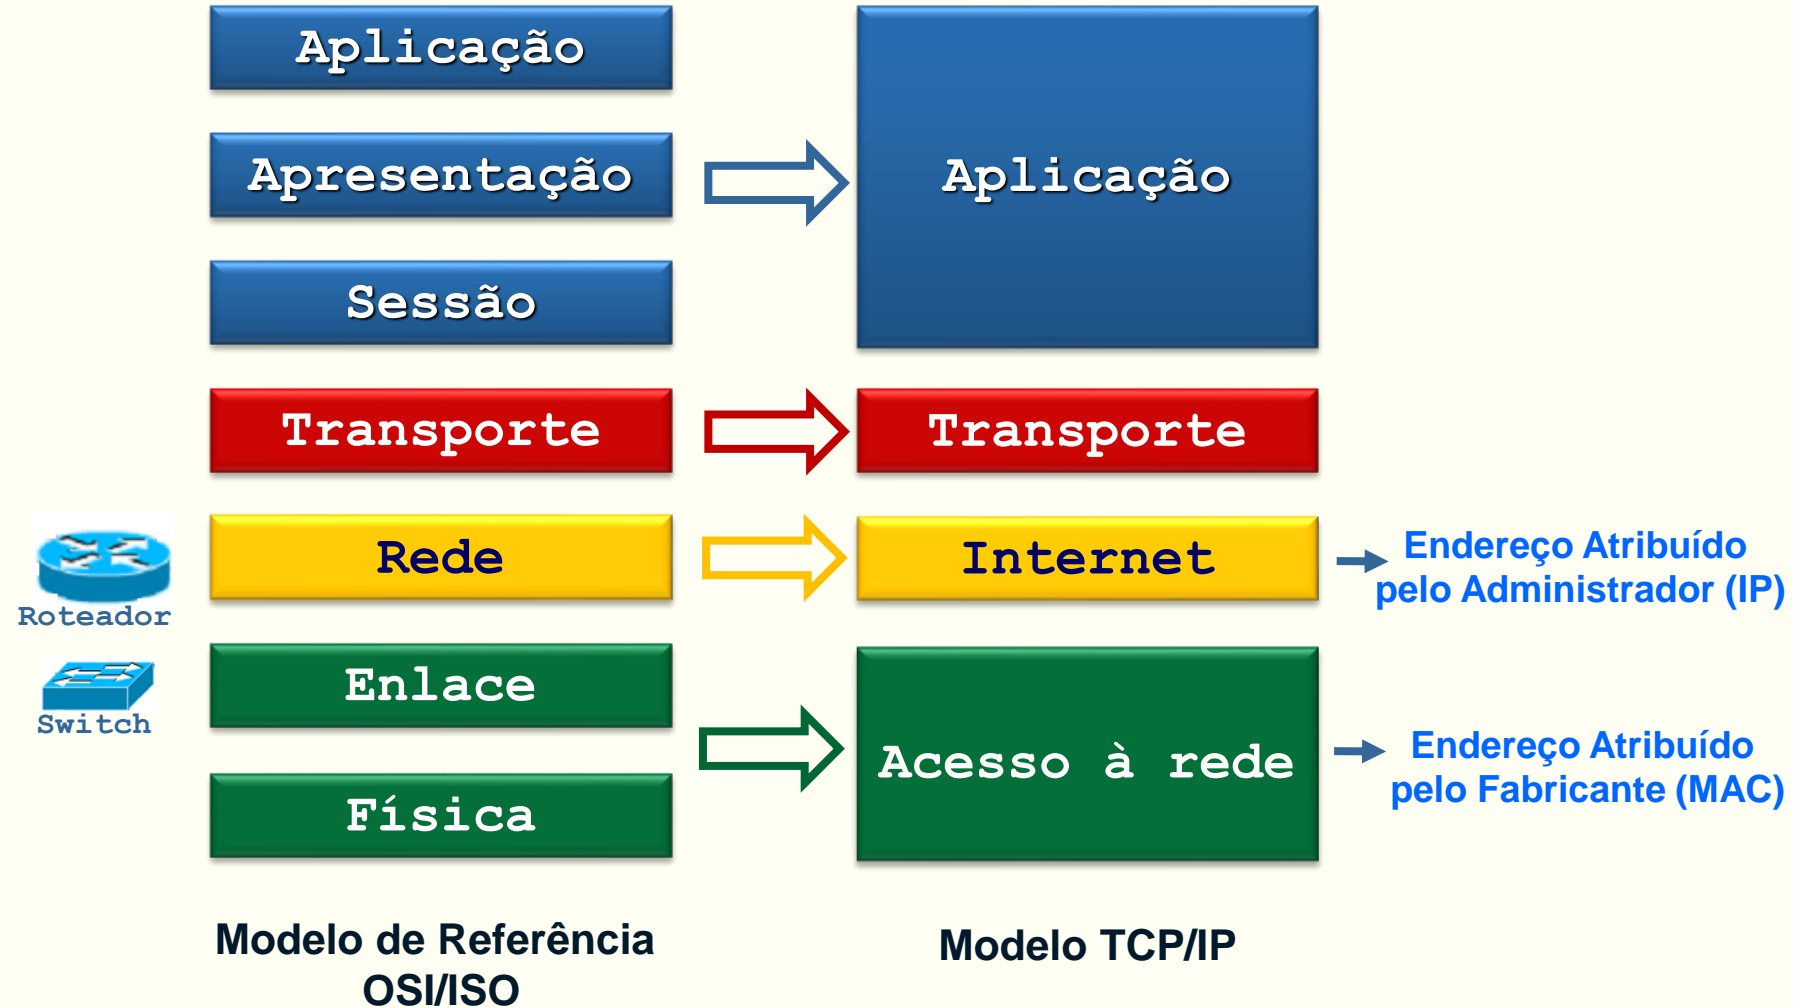 Aplicação
Apresentação
Aplicação
Sessão
Transporte
Transporte
Rede
Internet
Endereço Atribuído
pelo Administrador (IP)
Roteador
Enlace
Switch
Acesso à rede
Endereço Atribuído
pelo Fabricante (MAC)
Física
Modelo de Referência
OSI/ISO
Modelo TCP/IP